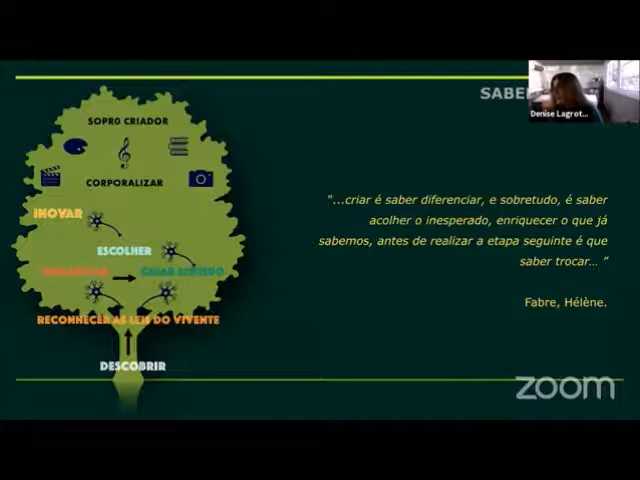 SABE
Denise Lagrot...
SOPRO CRIADOR
CORPORALIZAR
INOVAR
ESCOLHER
RECONHECER AS LEIS DO VIVENTE
DESCOBRIR
"...criar é saber diferenciar, e sobretudo, é saber
acolher o inesperado, enriquecer o que já
sabemos, antes de realizar a etapa seguinte é que
saber trocar... ”
Fabre, Hélène.
zoom